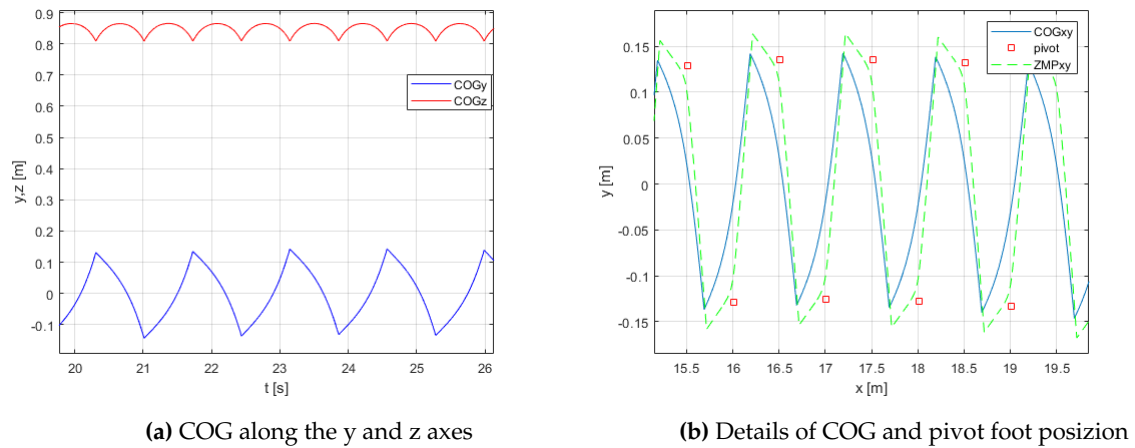 0.9
0.8
0.7
0.6
0.5
0.4
0.3
0.2
0.1
0
-0.1
y,z [m]
COGy
COGz
20 21 22 23 24 25 26
t [s]
(a) COG along the y and z axes
0.15
0.1
0.05
0
-0.05
-0.1
-0.15
y [m]
COGxy
pivot
ZMPxy
15.5 16 16.5 17 17.5 18 18.5 19 19.5
x [m]
(b) Details of COG and pivot foot posizion